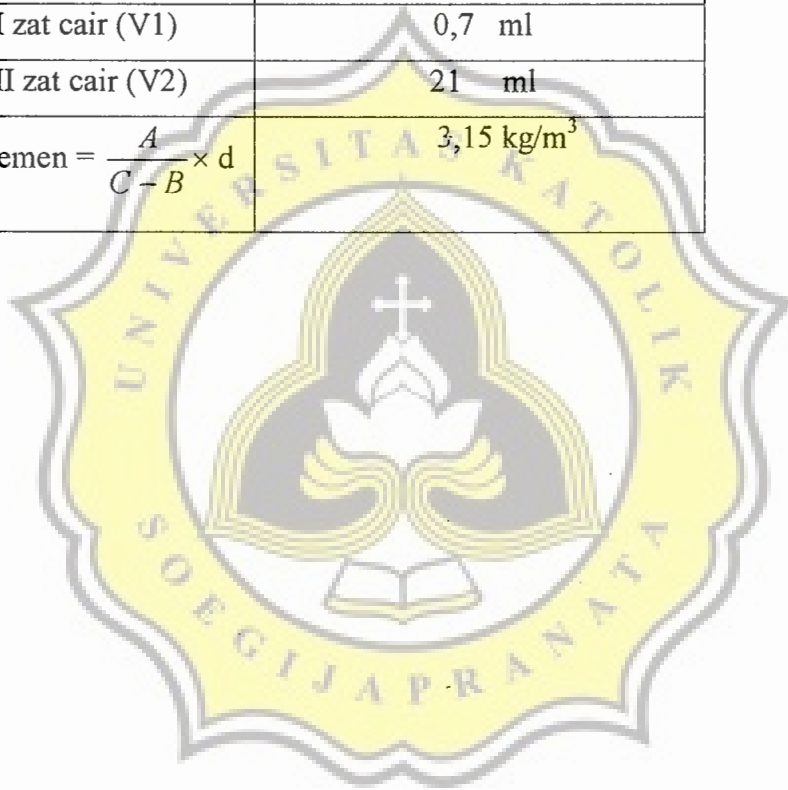 I zat cair (V1) 0,7 ml
II zat cair (V2) 21 ml
emen = A / (C – B) × d 3,15 kg/m³
UNIVERSITAS KATOLIK
SOEGIJAPRANATA